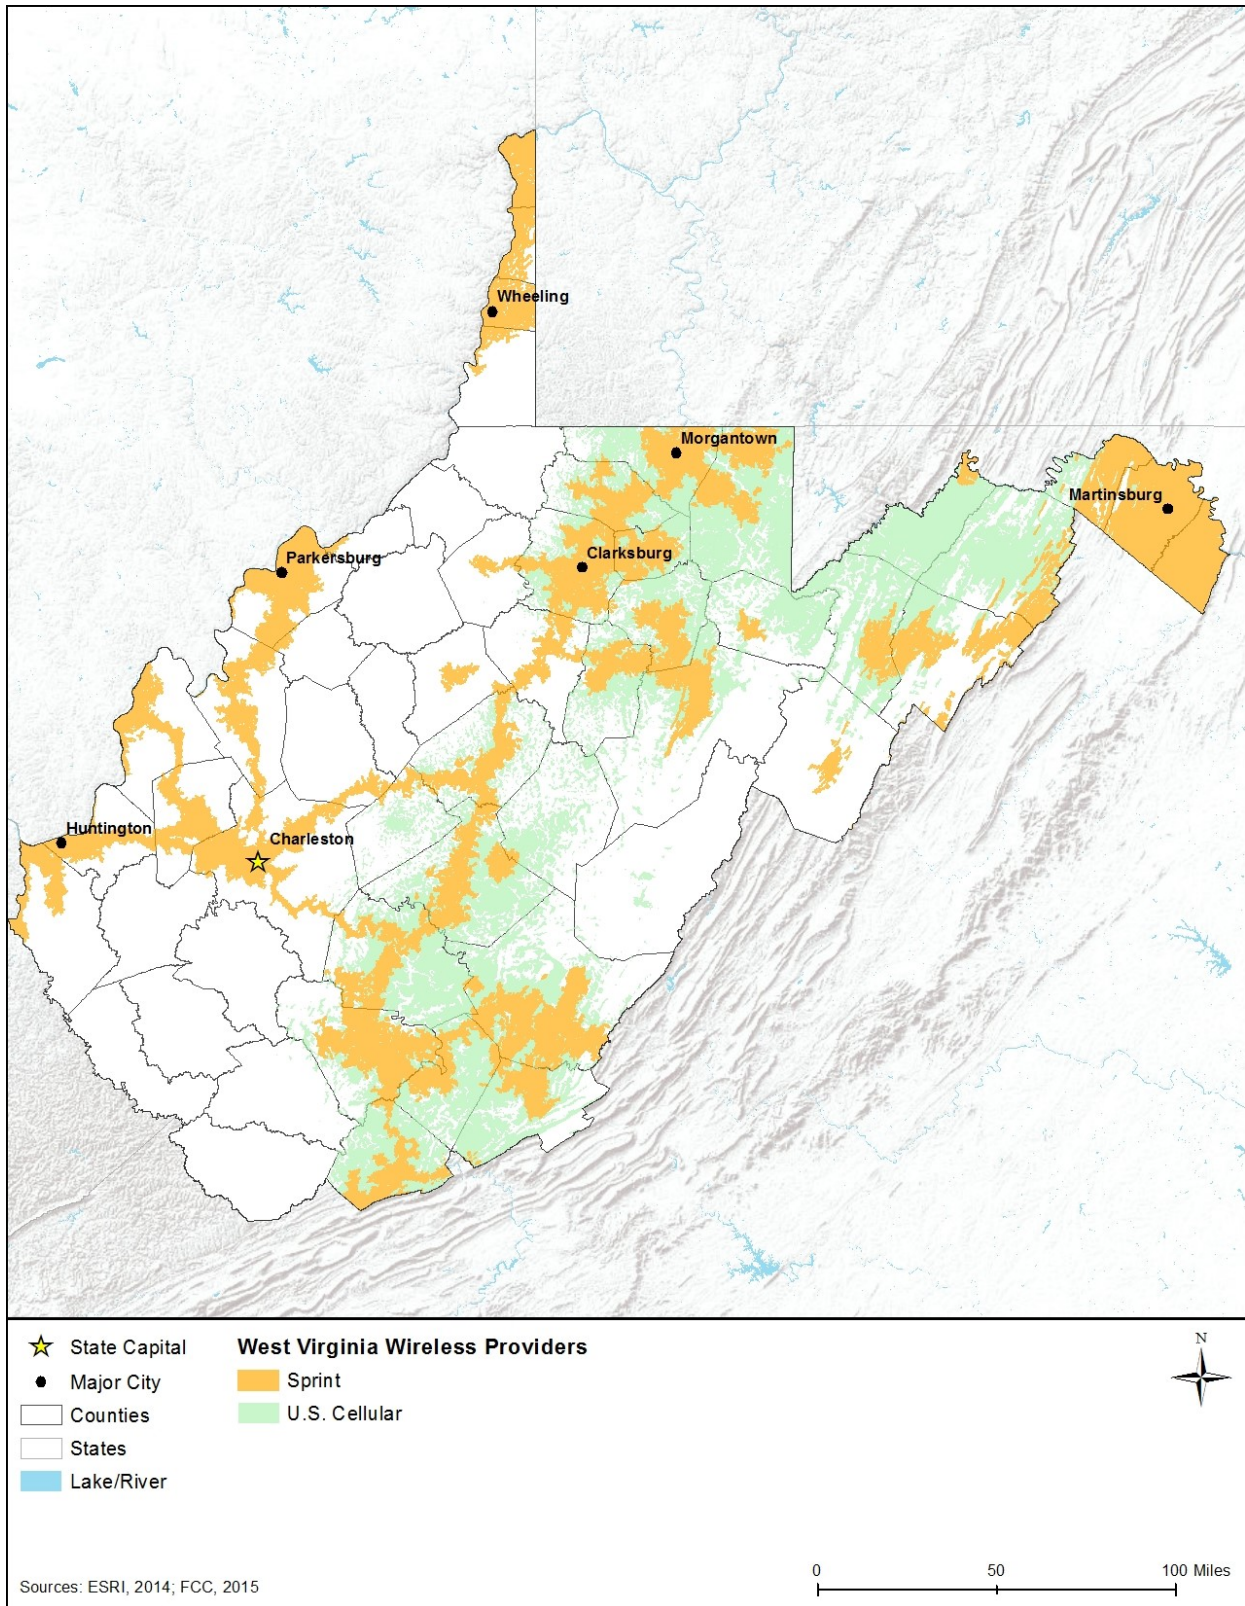 Wheeling
Morgantown
Martinsburg
Parkersburg
Clarksburg
Huntington
Charleston
State Capital
Major City
Counties
States
Lake/River
West Virginia Wireless Providers
Sprint
U.S. Cellular
N
Sources: ESRI, 2014; FCC, 2015
0 50 100 Miles